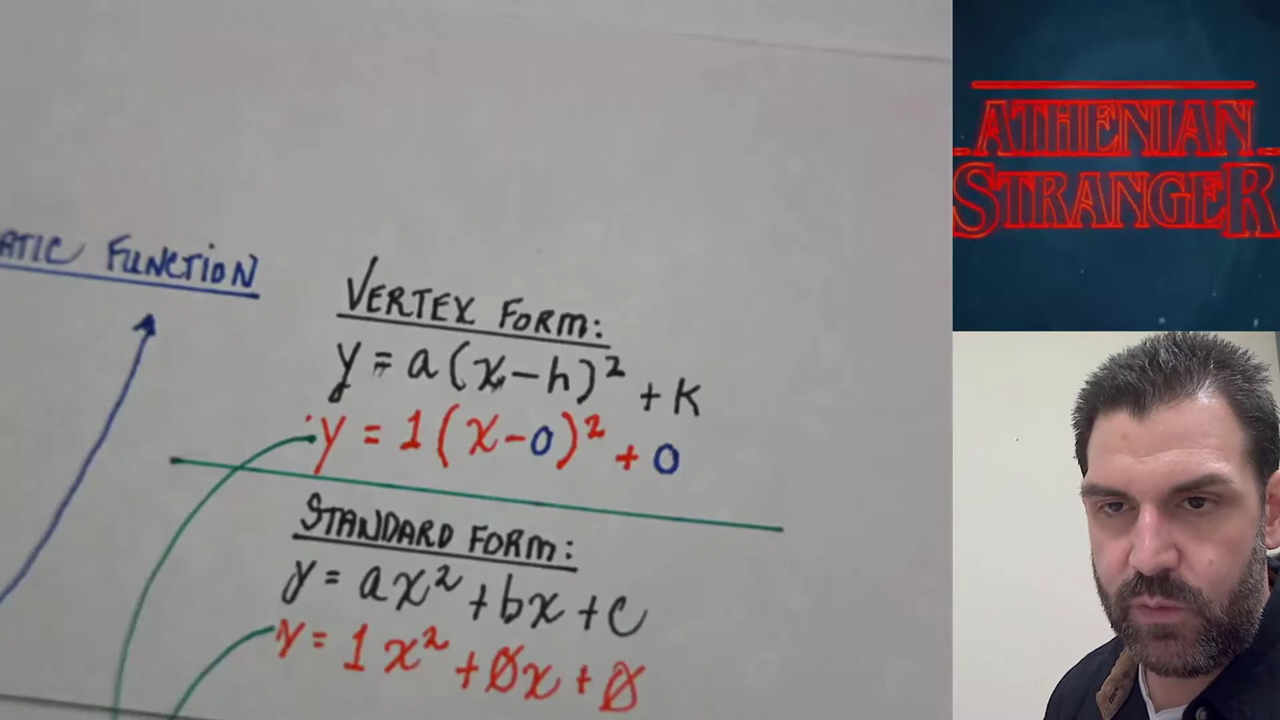 ATIC FUNCTION
VERTEX FORM:
y = a(x-h)² + k
y = 1(x-0)² + 0
STANDARD FORM:
y = ax² + bx + c
y = 1x² + 0x + 0
ATHENIAN
STRANGER